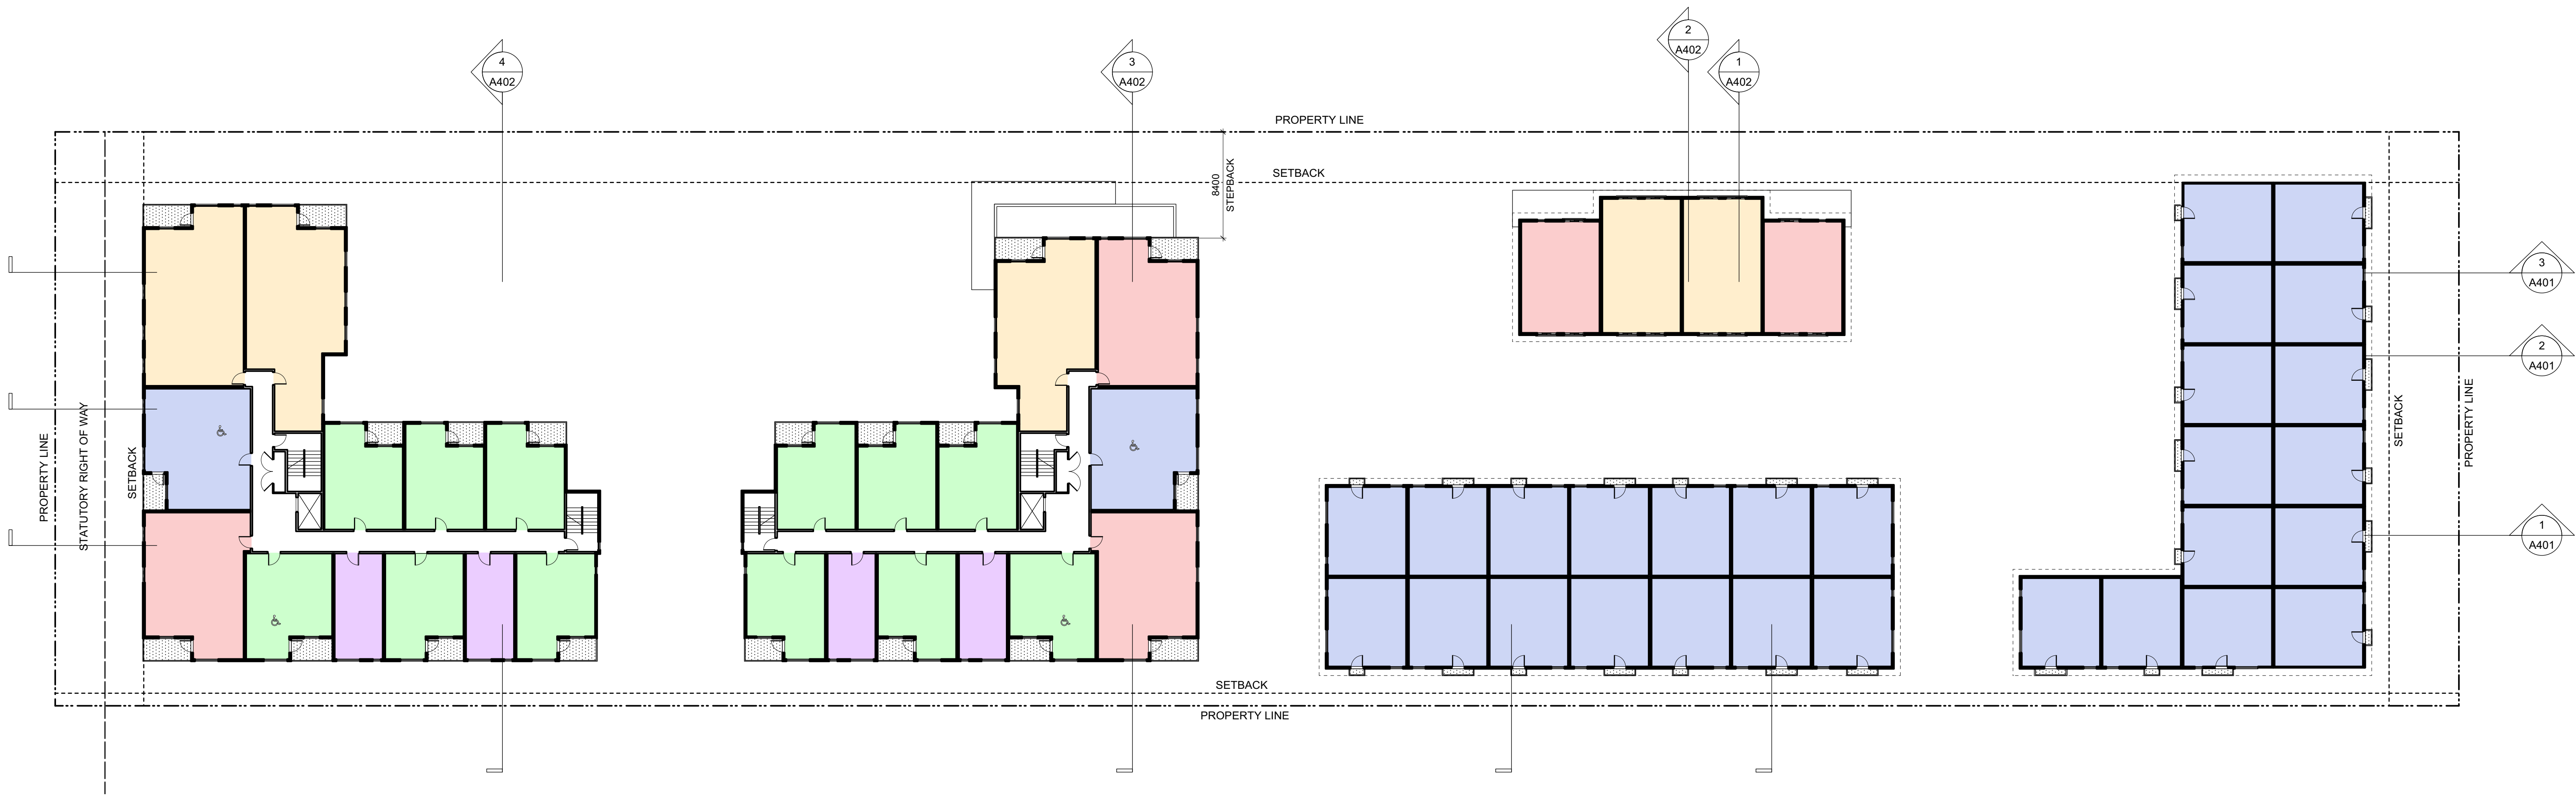 2
A402
4
A402
3
A402
1
A402
PROPERTY LINE
SETBACK
8400
STEPBACK
3
A401
2
A401
1
A401
PROPERTY LINE
STATUTORY RIGHT OF WAY
SETBACK
SETBACK
PROPERTY LINE
SETBACK
PROPERTY LINE